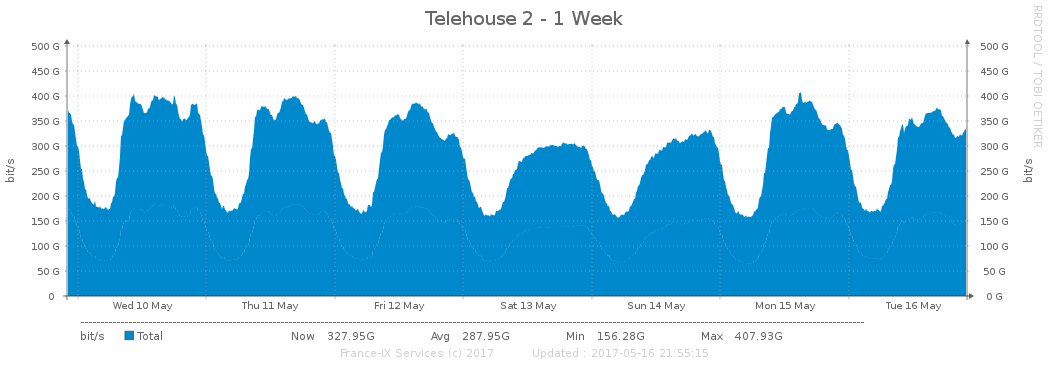 Telehouse 2 - 1 Week
RRDTOOL / TOBI OETIKER
500 G 500 G
450 G 450 G
400 G 400 G
350 G 350 G
300 G 300 G
250 G 250 G
200 G 200 G
150 G 150 G
100 G 100 G
50 G 50 G
0 0 G
bit/s bit/s
Wed 10 May Thu 11 May Fri 12 May Sat 13 May Sun 14 May Mon 15 May Tue 16 May
bit/s Total Now 327.95G Avg 287.95G Min 156.28G Max 407.93G
France-IX Services (c) 2017 Updated : 2017-05-16 21:55:15